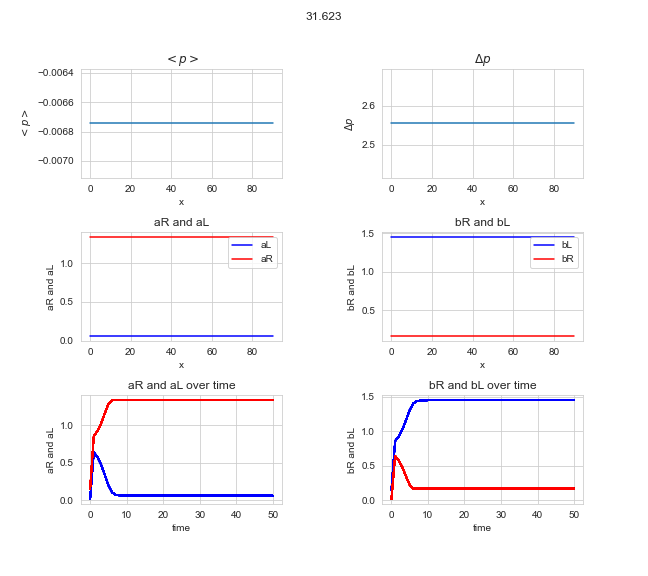 31.623
< p >
Δp
−0.0064
−0.0066
−0.0068
−0.0070
< p >
0 20 40 60 80
x
2.6
2.5
Δp
0 20 40 60 80
x
aR and aL
bR and bL
1.0
0.5
0.0
aR and aL
aL
aR
0 20 40 60 80
x
1.5
1.0
0.5
bR and bL
bL
bR
0 20 40 60 80
x
aR and aL over time
bR and bL over time
1.0
0.5
0.0
aR and aL
0 10 20 30 40 50
time
1.5
1.0
0.5
0.0
bR and bL
0 10 20 30 40 50
time